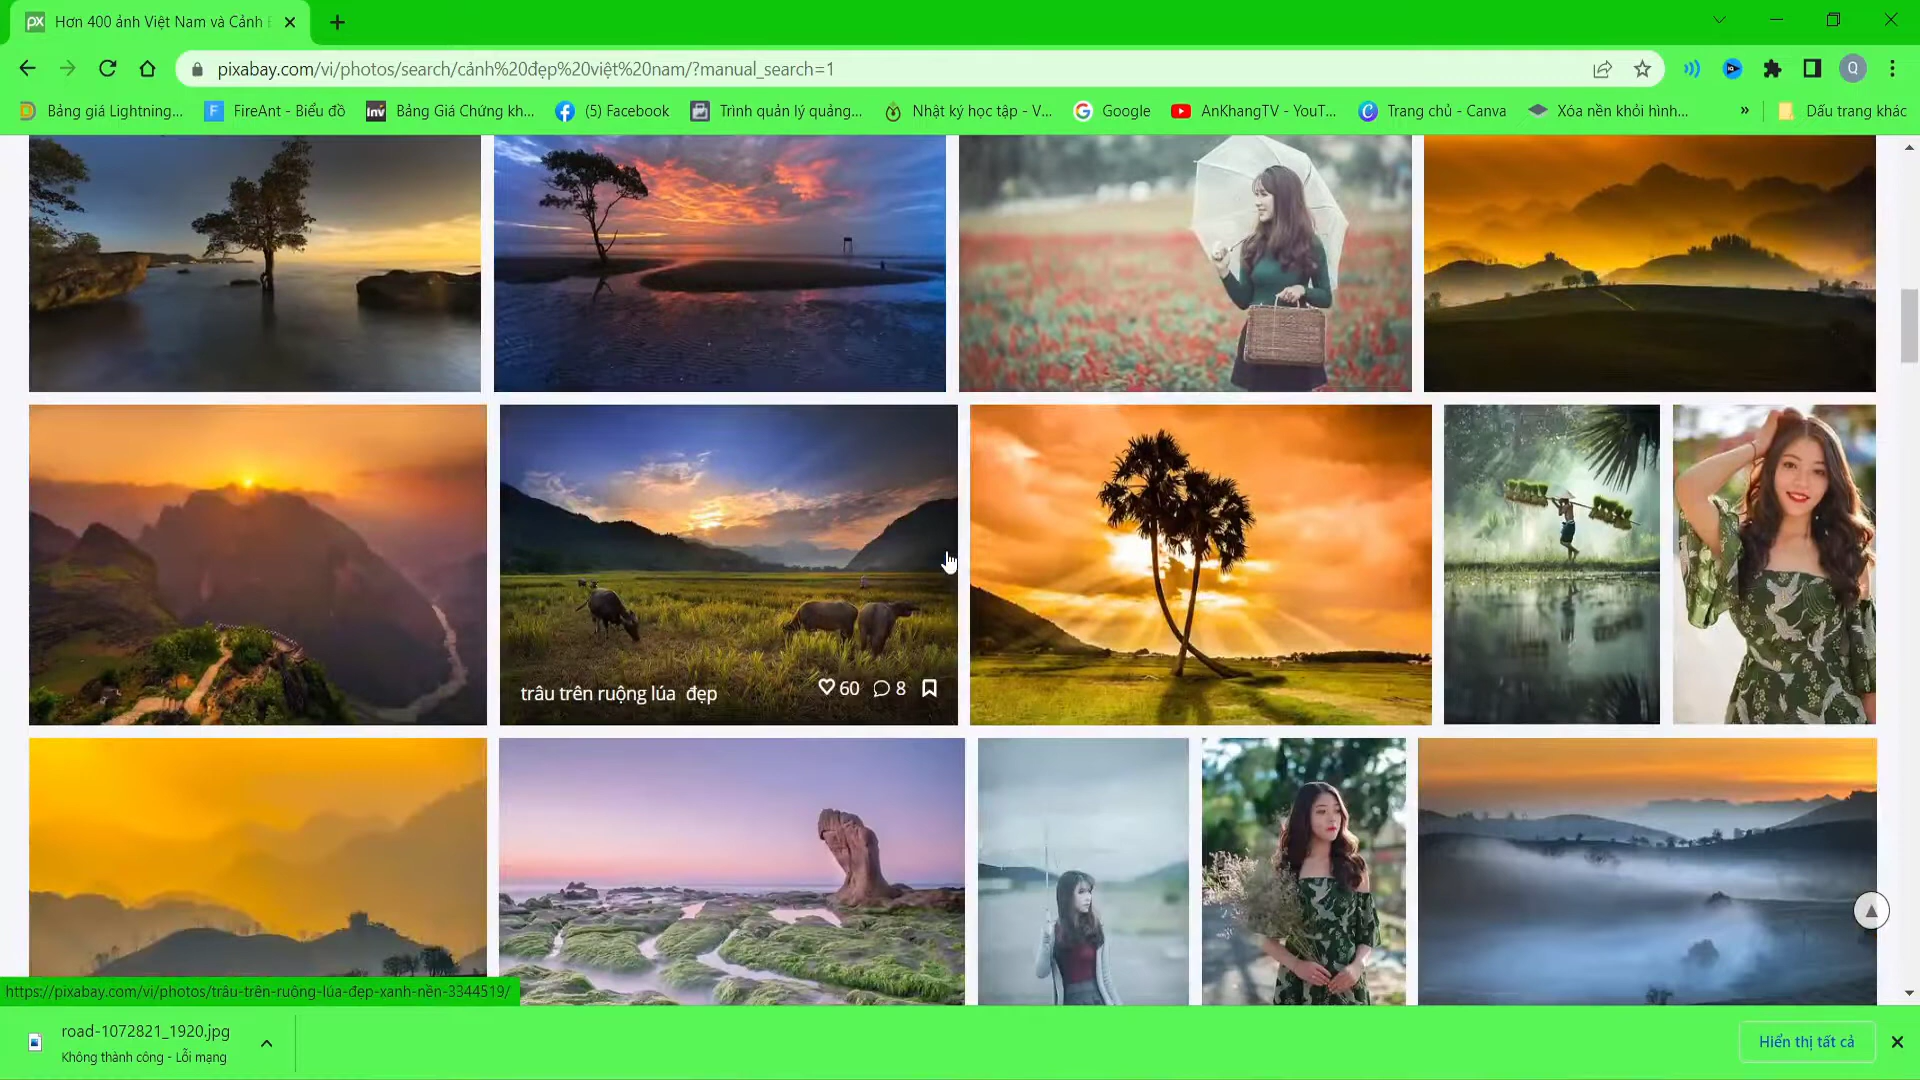 Hơn 400 ảnh Việt Nam và Cảnh
pixabay.com/vi/photos/search/cảnh%20đẹp%20việt%20nam/?manual_search=1
Q
Bảng giá Lightning...
FireAnt - Biểu đồ
Bảng Giá Chứng kh...
(5) Facebook
Trình quản lý quảng...
Nhật ký học tập - V...
Google
AnKhangTV - YouT...
Trang chủ - Canva
Xóa nền khỏi hình...
»
Dấu trang khác
trâu trên ruộng lúa đẹp
60
8
https://pixabay.com/vi/photos/trâu-trên-ruộng-lúa-đẹp-xanh-nền-3344519/
road-1072821_1920.jpg
Không thành công - Lỗi mạng
Hiển thị tất cả